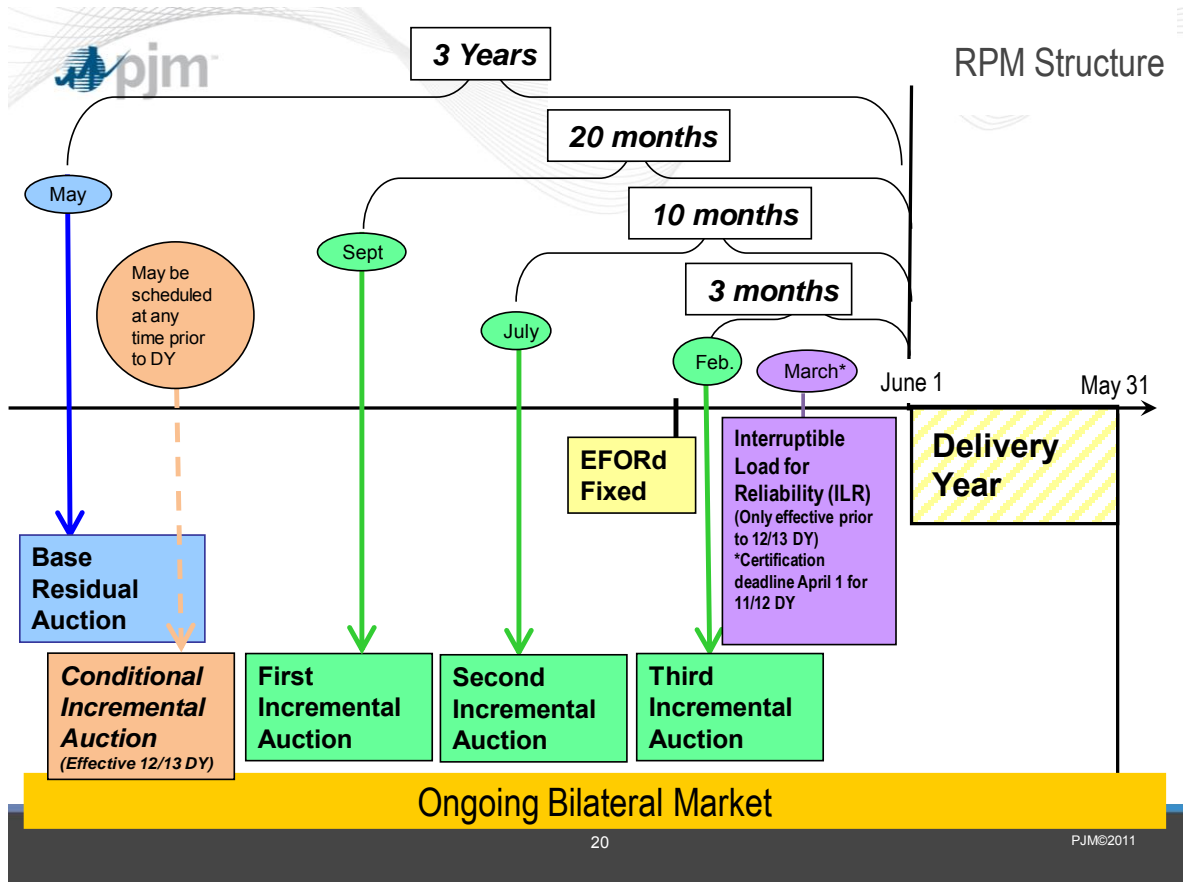 pjm
RPM Structure
3 Years
20 months
10 months
3 months
May
Sept
July
Feb.
March*
June 1
May 31
May be
scheduled
at any
time prior
to DY
EFORd
Fixed
Interruptible
Load for
Reliability (ILR)
(Only effective prior
to 12/13 DY)
*Certification
deadline April 1 for
11/12 DY
Delivery
Year
Base
Residual
Auction
Conditional
Incremental
Auction
(Effective 12/13 DY)
First
Incremental
Auction
Second
Incremental
Auction
Third
Incremental
Auction
Ongoing Bilateral Market
20
PJM©2011